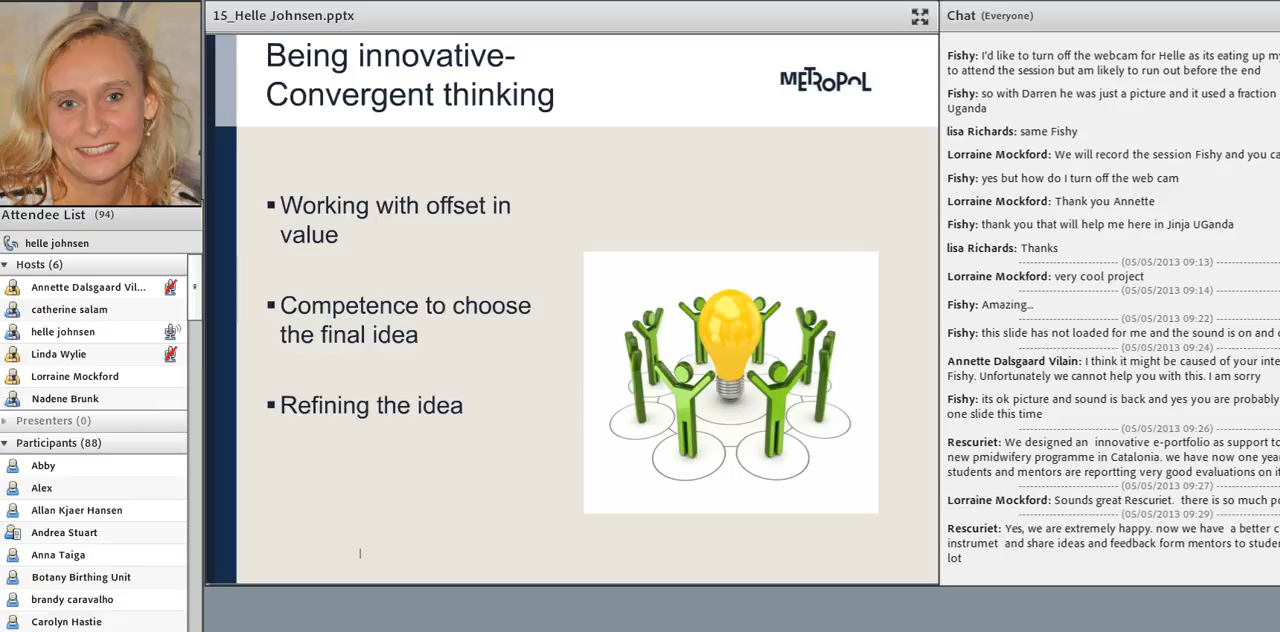 15_Helle Johnsen.pptx
Being innovative-
Convergent thinking
METROPOL
▪Working with offset in
value
▪Competence to choose
the final idea
▪Refining the idea
Attendee List (94)
helle johnsen
Hosts (6)
Annette Dalsgaard Vil...
catherine salam
helle johnsen
Linda Wylie
Lorraine Mockford
Nadene Brunk
Presenters (0)
Participants (88)
Abby
Alex
Allan Kjaer Hansen
Andrea Stuart
Anna Taiga
Botany Birthing Unit
brandy caravalho
Carolyn Hastie
Chat (Everyone)
Fishy: I'd like to turn off the webcam for Helle as its eating up my
to attend the session but am likely to run out before the end
Fishy: so with Darren he was just a picture and it used a fraction
Uganda
lisa Richards: same Fishy
Lorraine Mockford: We will record the session Fishy and you ca
Fishy: yes but how do I turn off the web cam
Lorraine Mockford: Thank you Annette
Fishy: thank you that will help me here in Jinja UGanda
lisa Richards: Thanks
(05/05/2013 09:13)
Lorraine Mockford: very cool project
(05/05/2013 09:14)
Fishy: Amazing...
(05/05/2013 09:22)
Fishy: this slide has not loaded for me and the sound is on and
(05/05/2013 09:24)
Annette Dalsgaard Vilain: I think it might be caused of your inte
Fishy. Unfortunately we cannot help you with this. I am sorry
Fishy: its ok picture and sound is back and yes you are probably
one slide this time
(05/05/2013 09:26)
Rescuriet: We designed an innovative e-portfolio as support to
new pmidwifery programme in Catalonia. we have now one yea
students and mentors are reportting very good evaluations on it
(05/05/2013 09:27)
Lorraine Mockford: Sounds great Rescuriet. there is so much po
(05/05/2013 09:29)
Rescuriet: Yes, we are extremely happy. now we have a better c
instrumet and share ideas and feedback form mentors to stude
lot